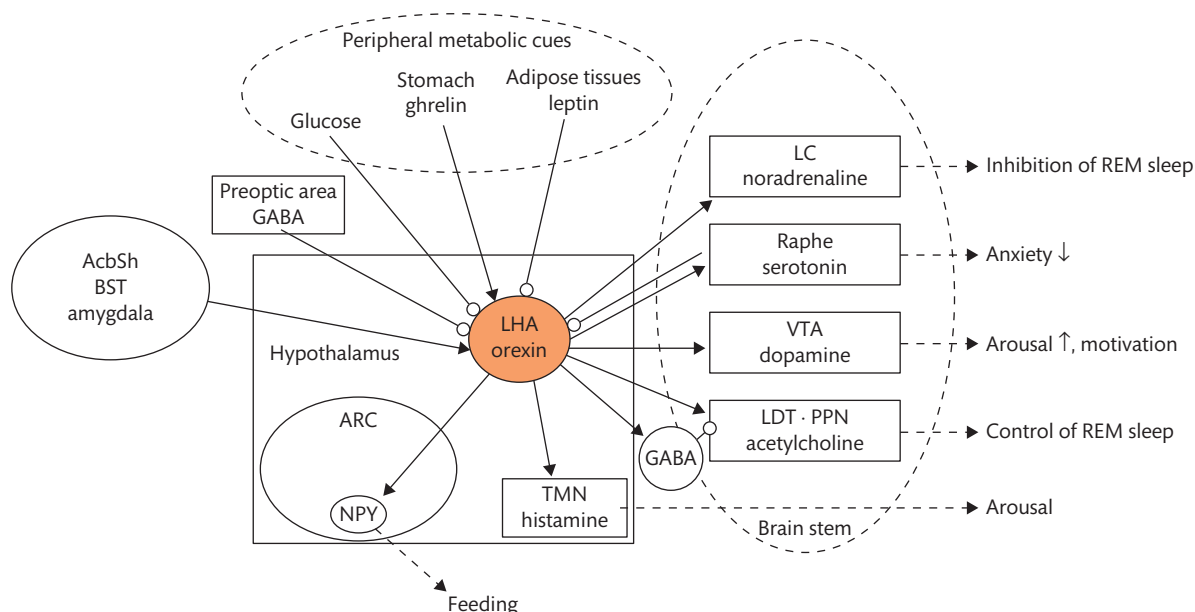 Peripheral metabolic cues
Stomach
ghrelin
Adipose tissues
leptin
Glucose
Preoptic area
GABA
AcbSh
BST
amygdala
LHA
orexin
Hypothalamus
ARC
NPY
TMN
histamine
GABA
LC
noradrenaline
Raphe
serotonin
VTA
dopamine
LDT · PPN
acetylcholine
Brain stem
Inhibition of REM sleep
Anxiety ↓
Arousal ↑, motivation
Control of REM sleep
Arousal
Feeding